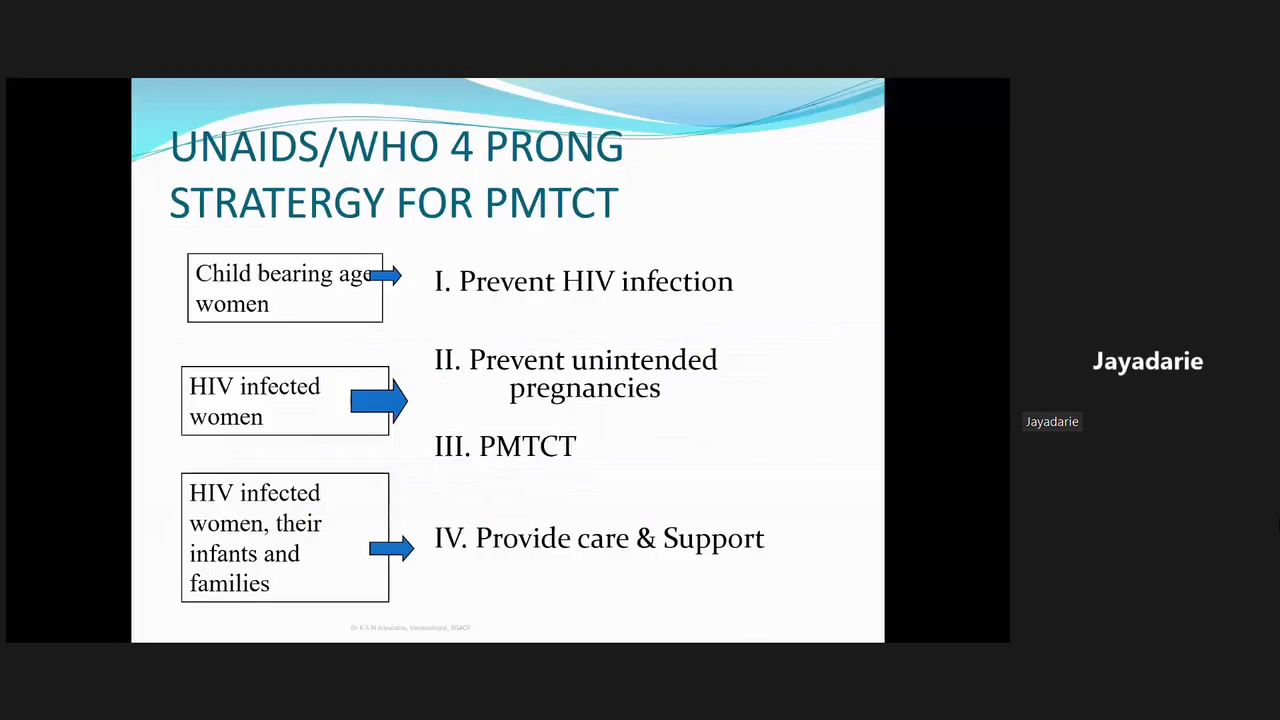 UNAIDS/WHO 4 PRONG
STRATERGY FOR PMTCT
Child bearing age
women
I. Prevent HIV infection
HIV infected
women
II. Prevent unintended
pregnancies
III. PMTCT
HIV infected
women, their
infants and
families
IV. Provide care & Support
Jayadarie
Jayadarie